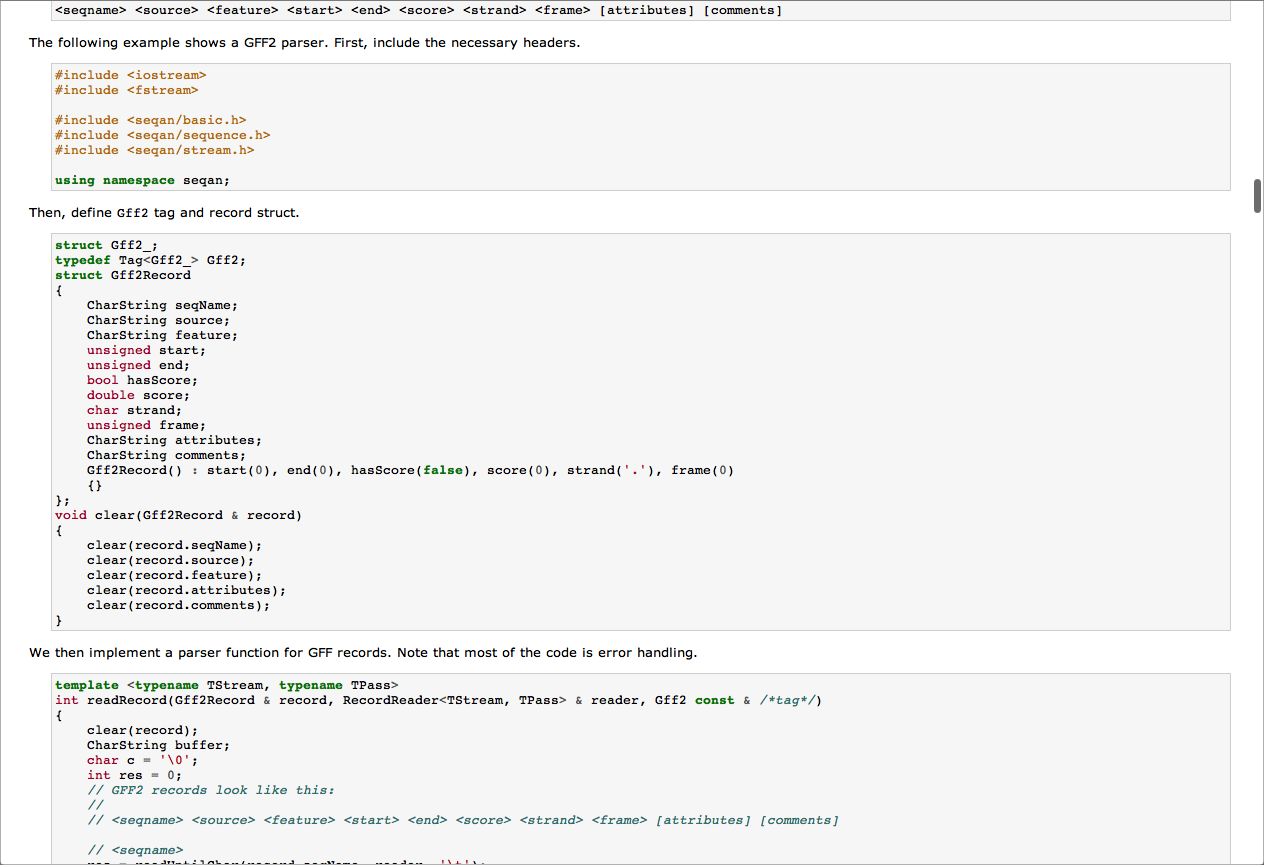 <seqname> <source> <feature> <start> <end> <score> <strand> <frame> [attributes] [comments]
The following example shows a GFF2 parser. First, include the necessary headers.
#include <iostream>
#include <fstream>
#include <seqan/basic.h>
#include <seqan/sequence.h>
#include <seqan/stream.h>
using namespace seqan;
Then, define Gff2 tag and record struct.
struct Gff2_;
typedef Tag<Gff2_> Gff2;
struct Gff2Record
{
    CharString seqName;
    CharString source;
    CharString feature;
    unsigned start;
    unsigned end;
    bool hasScore;
    double score;
    char strand;
    unsigned frame;
    CharString attributes;
    CharString comments;
    Gff2Record() : start(0), end(0), hasScore(false), score(0), strand('.'), frame(0)
    {}
};
void clear(Gff2Record & record)
{
    clear(record.seqName);
    clear(record.source);
    clear(record.feature);
    clear(record.attributes);
    clear(record.comments);
}
We then implement a parser function for GFF records. Note that most of the code is error handling.
template <typename TStream, typename TPass>
int readRecord(Gff2Record & record, RecordReader<TStream, TPass> & reader, Gff2 const & /*tag*/)
{
    clear(record);
    CharString buffer;
    char c = '\0';
    int res = 0;
    // GFF2 records look like this:
    //
    // <seqname> <source> <feature> <start> <end> <score> <strand> <frame> [attributes] [comments]
    // <seqname>
    res = readUntilChar(record.seqName, reader, '\t');